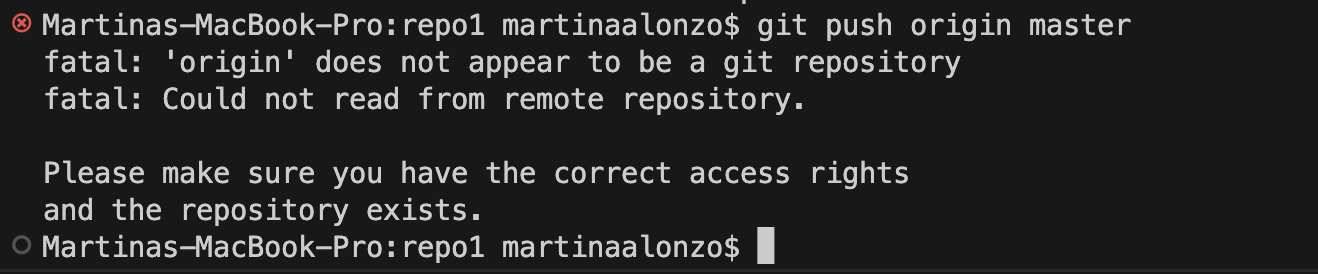 Martinas-MacBook-Pro:repo1 martinaalonzo$ git push origin master
fatal: 'origin' does not appear to be a git repository
fatal: Could not read from remote repository.
Please make sure you have the correct access rights
and the repository exists.
Martinas-MacBook-Pro:repo1 martinaalonzo$